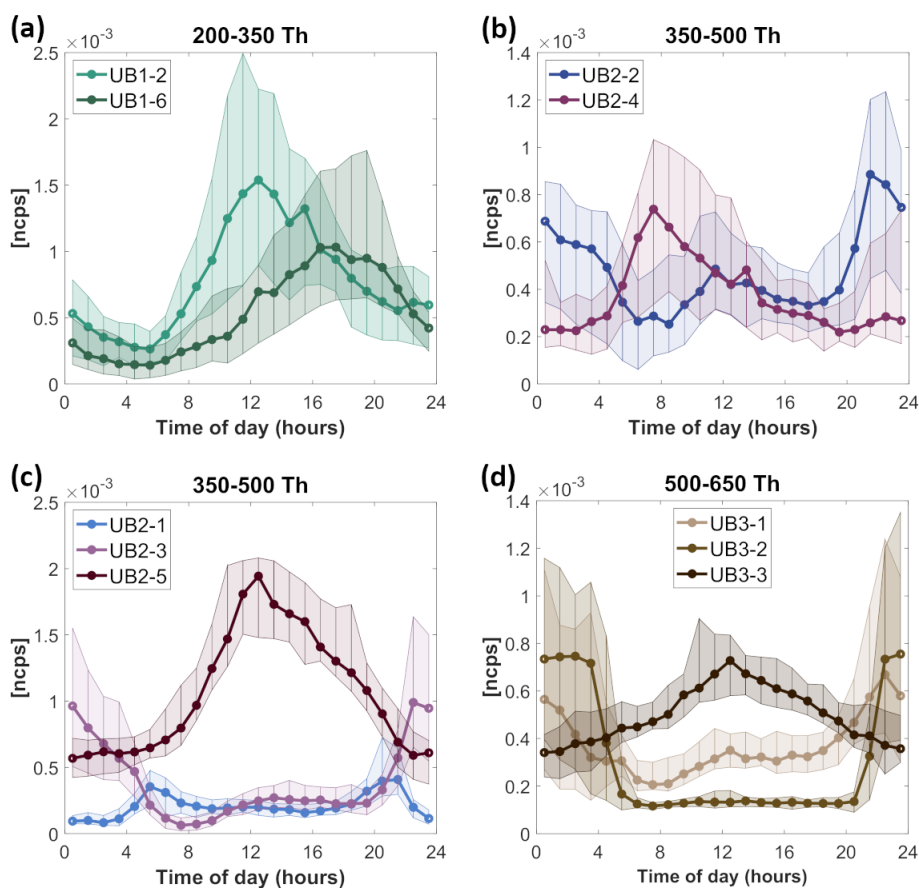 (a)
200-350 Th
×10⁻³
2.5
2
1.5
1
0.5
0
[ncps]
UB1-2
UB1-6
0 4 8 12 16 20 24
Time of day (hours)
(b)
350-500 Th
×10⁻³
1.4
1.2
1
0.8
0.6
0.4
0.2
0
[ncps]
UB2-2
UB2-4
0 4 8 12 16 20 24
Time of day (hours)
(c)
350-500 Th
×10⁻³
2.5
2
1.5
1
0.5
0
[ncps]
UB2-1
UB2-3
UB2-5
0 4 8 12 16 20 24
Time of day (hours)
(d)
500-650 Th
×10⁻³
1.4
1.2
1
0.8
0.6
0.4
0.2
0
[ncps]
UB3-1
UB3-2
UB3-3
0 4 8 12 16 20 24
Time of day (hours)